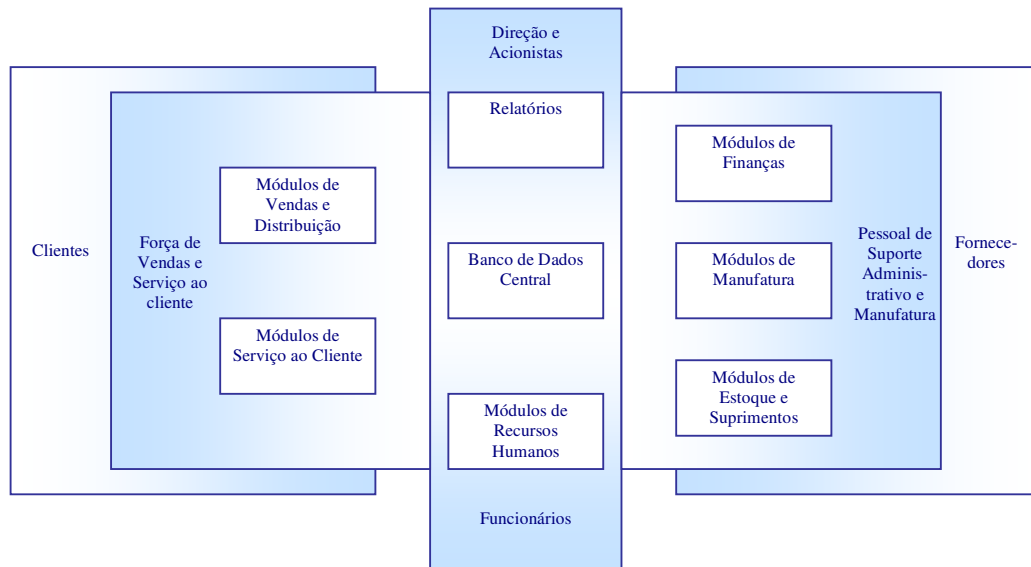 Direção e
Acionistas
Relatórios
Módulos de
Finanças
Módulos de
Vendas e
Distribuição
Clientes
Força de
Vendas e
Serviço ao
cliente
Banco de Dados
Central
Módulos de
Manufatura
Pessoal de
Suporte
Adminis-
trativo e
Manufatura
Fornece-
dores
Módulos de
Serviço ao Cliente
Módulos de
Estoque e
Suprimentos
Módulos de
Recursos
Humanos
Funcionários